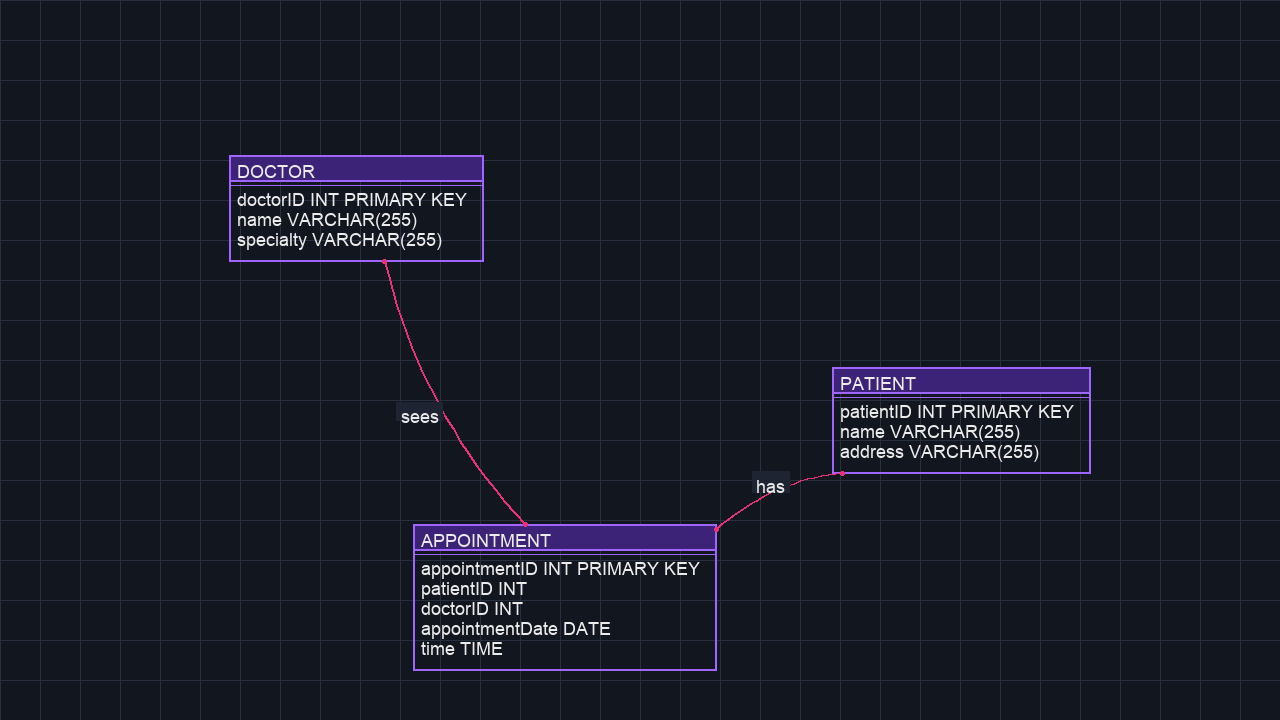 DOCTOR
doctorID INT PRIMARY KEY
name VARCHAR(255)
specialty VARCHAR(255)
sees
PATIENT
patientID INT PRIMARY KEY
name VARCHAR(255)
address VARCHAR(255)
has
APPOINTMENT
appointmentID INT PRIMARY KEY
patientID INT
doctorID INT
appointmentDate DATE
time TIME